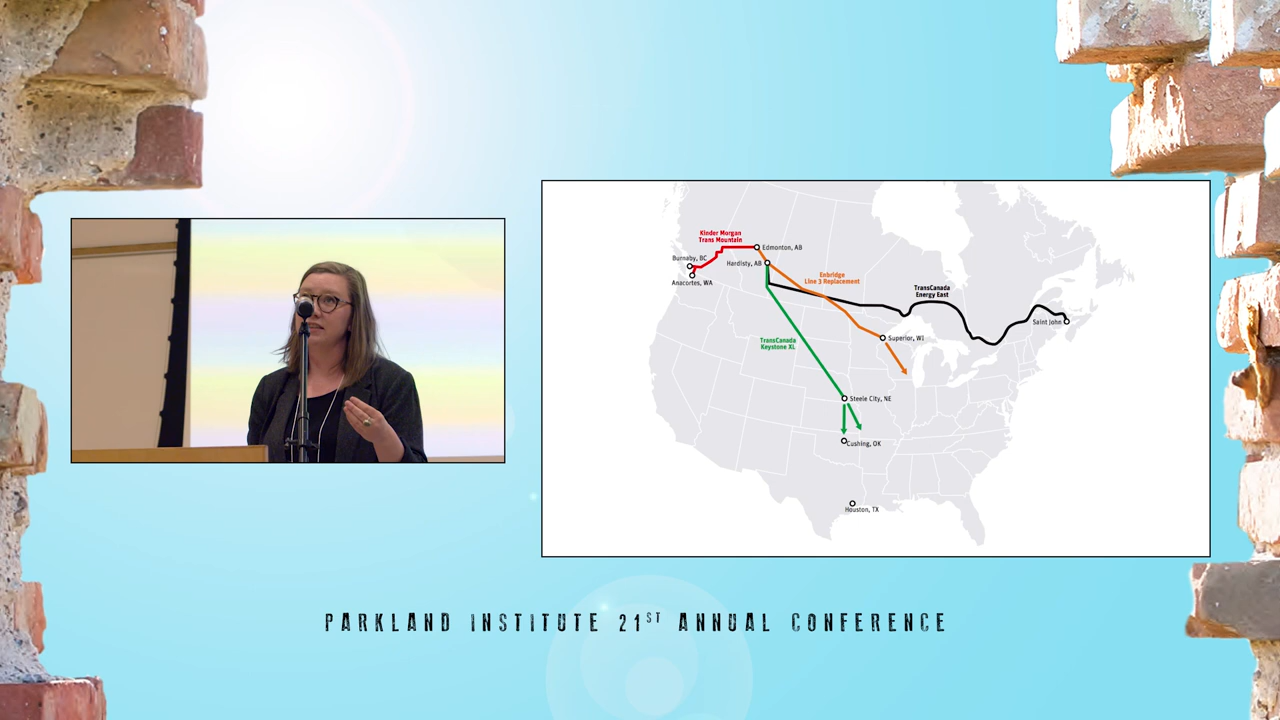 Kinder Morgan
Trans Mountain
Edmonton, AB
Burnaby, BC
Hardisty, AB
Anacortes, WA
Enbridge
Line 3 Replacement
TransCanada
Energy East
Saint John
Superior, WI
TransCanada
Keystone XL
Steele City, NE
Cushing, OK
Houston, TX
PARKLAND INSTITUTE 21ST ANNUAL CONFERENCE